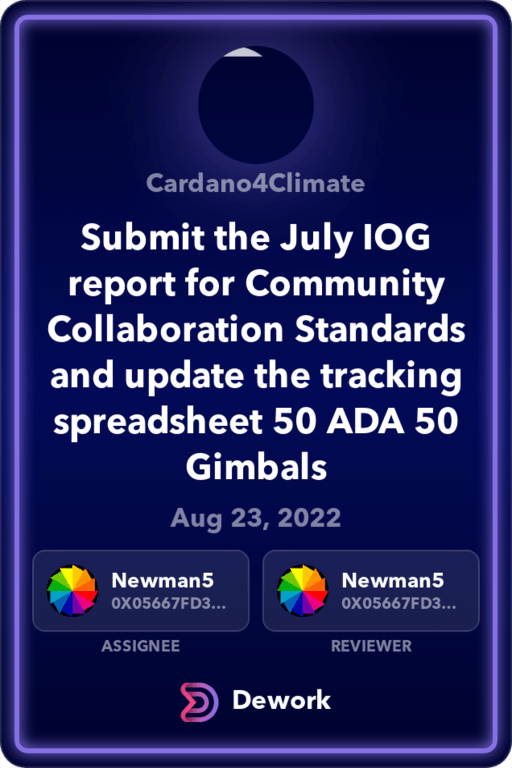 Cardano4Climate
Submit the July IOG
report for Community
Collaboration Standards
and update the tracking
spreadsheet 50 ADA 50
Gimbals
Aug 23, 2022
Newman5
0X05667FD3...
ASSIGNEE
Newman5
0X05667FD3...
REVIEWER
Dework